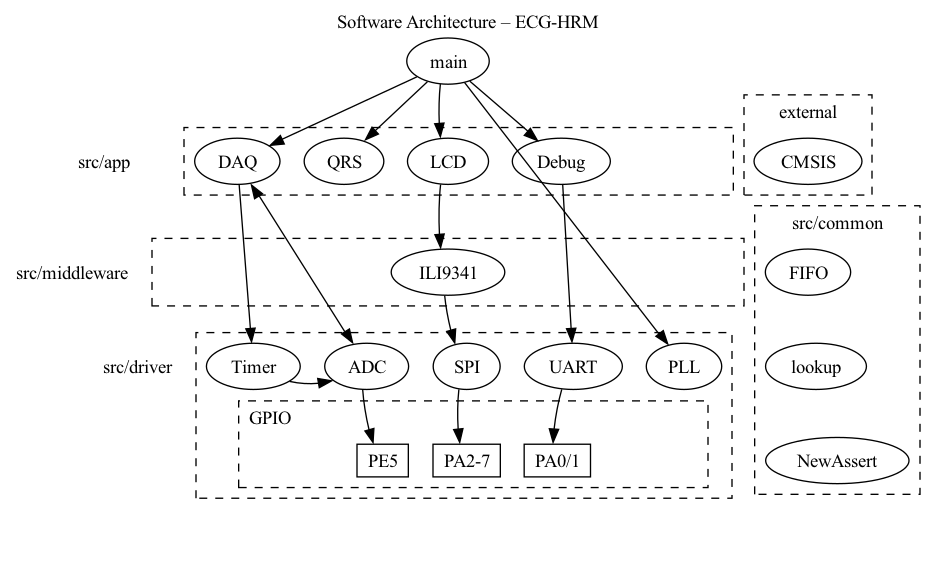 Software Architecture – ECG-HRM
main
external
src/app
DAQ
QRS
LCD
Debug
CMSIS
src/common
src/middleware
ILI9341
FIFO
src/driver
Timer
ADC
SPI
UART
PLL
lookup
GPIO
PE5
PA2-7
PA0/1
NewAssert